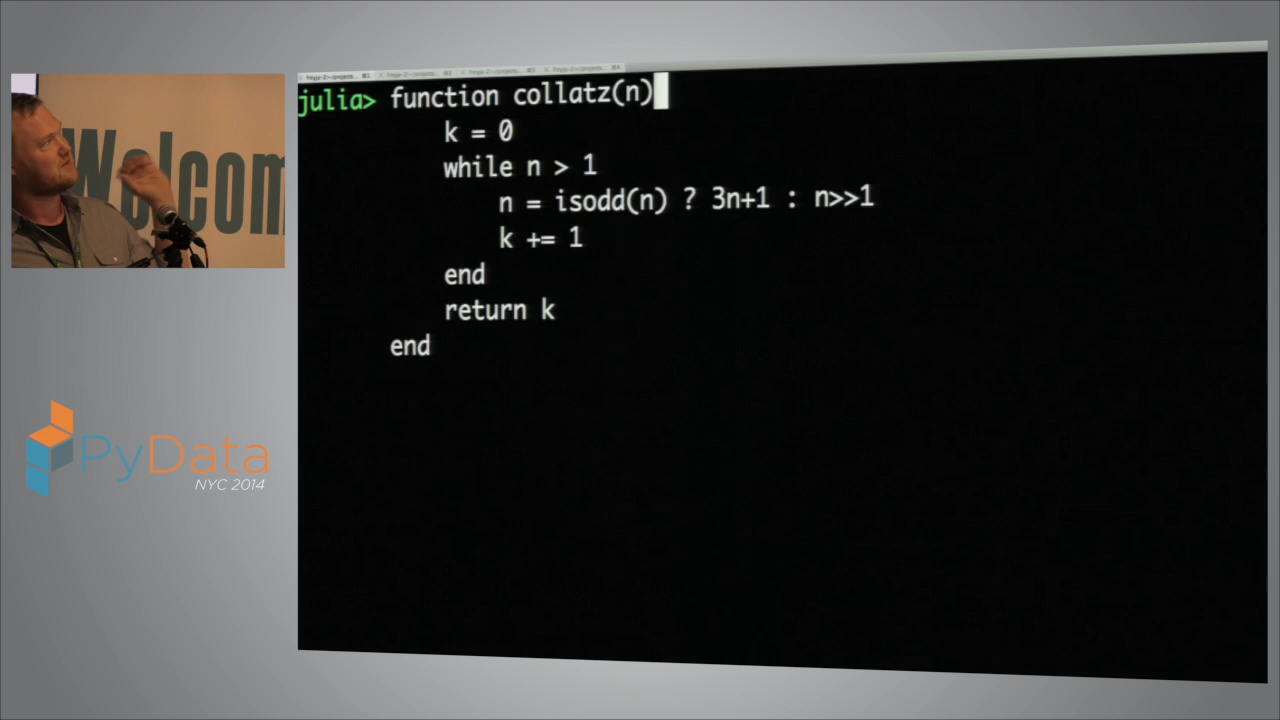 julia> function collatz(n)
k = 0
while n > 1
n = isodd(n) ? 3n+1 : n>>1
k += 1
end
return k
end
Welcom
PyData
NYC 2014